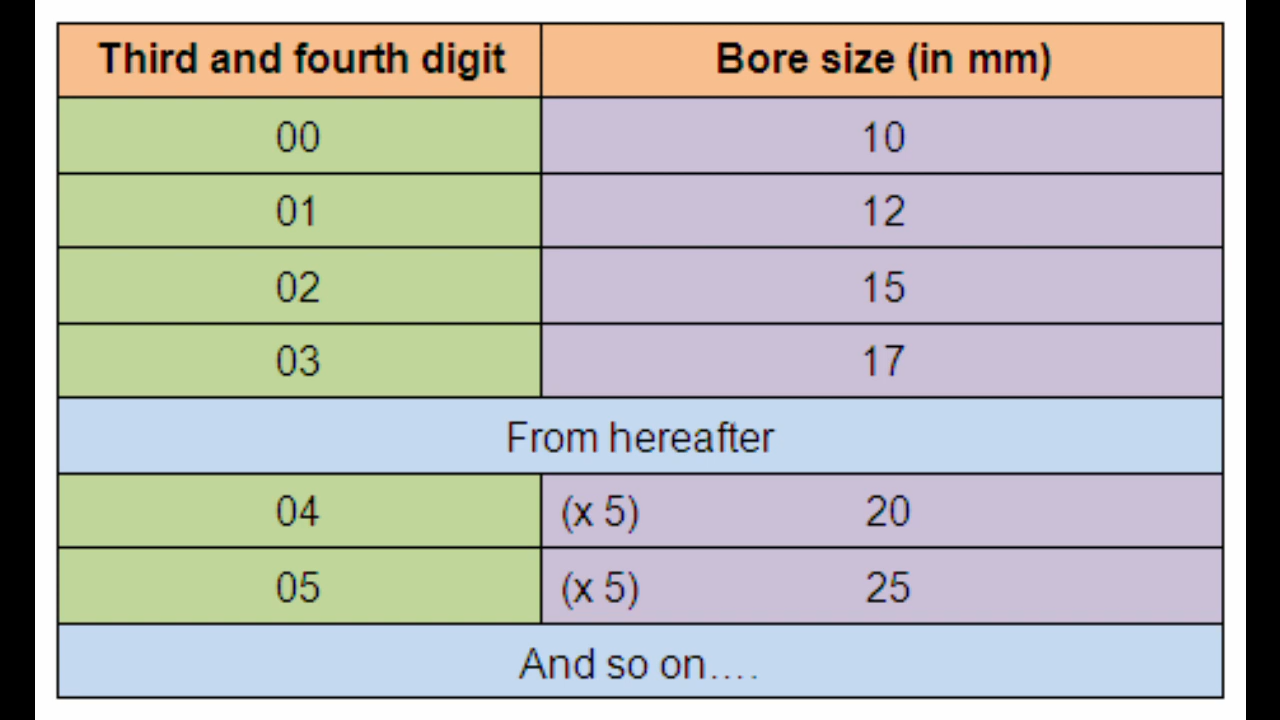 Third and fourth digit Bore size (in mm)
00 10
01 12
02 15
03 17
From hereafter
04 (x 5) 20
05 (x 5) 25
And so on....